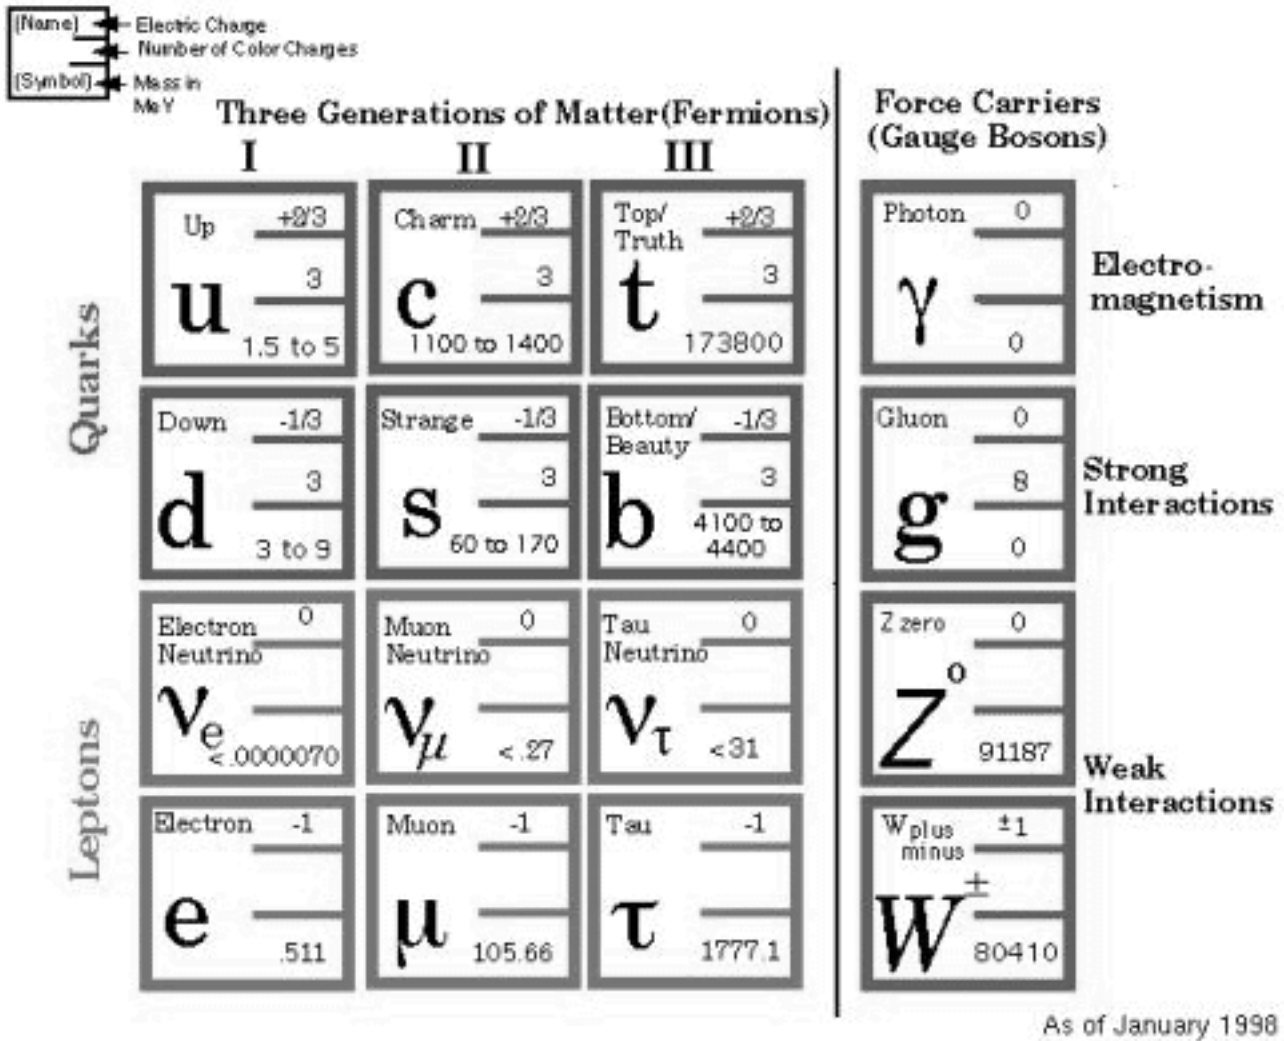 (Name)
Electric Charge
Number of Color Charges
(Symbol)
Mass in
MeV
Three Generations of Matter(Fermions)
I II III
Force Carriers
(Gauge Bosons)
Quarks
Up +2/3
3
u
1.5 to 5
Charm +2/3
3
c
1100 to 1400
Top/
Truth
+2/3
3
t
173800
Photon 0
γ
0
Electro-
magnetism
Down -1/3
3
d
3 to 9
Strange -1/3
3
s
60 to 170
Bottom/
Beauty
-1/3
3
b
4100 to
4400
Gluon 0
8
g
0
Strong
Interactions
Leptons
Electron
Neutrino
0
νe
<.0000070
Muon
Neutrino
0
νμ
<.27
Tau
Neutrino
0
ντ
<31
Z zero 0
Z0
91187
Weak
Interactions
Electron -1
e
.511
Muon -1
μ
105.66
Tau -1
τ
1777.1
W plus
minus
±1
W±
80410
As of January 1998